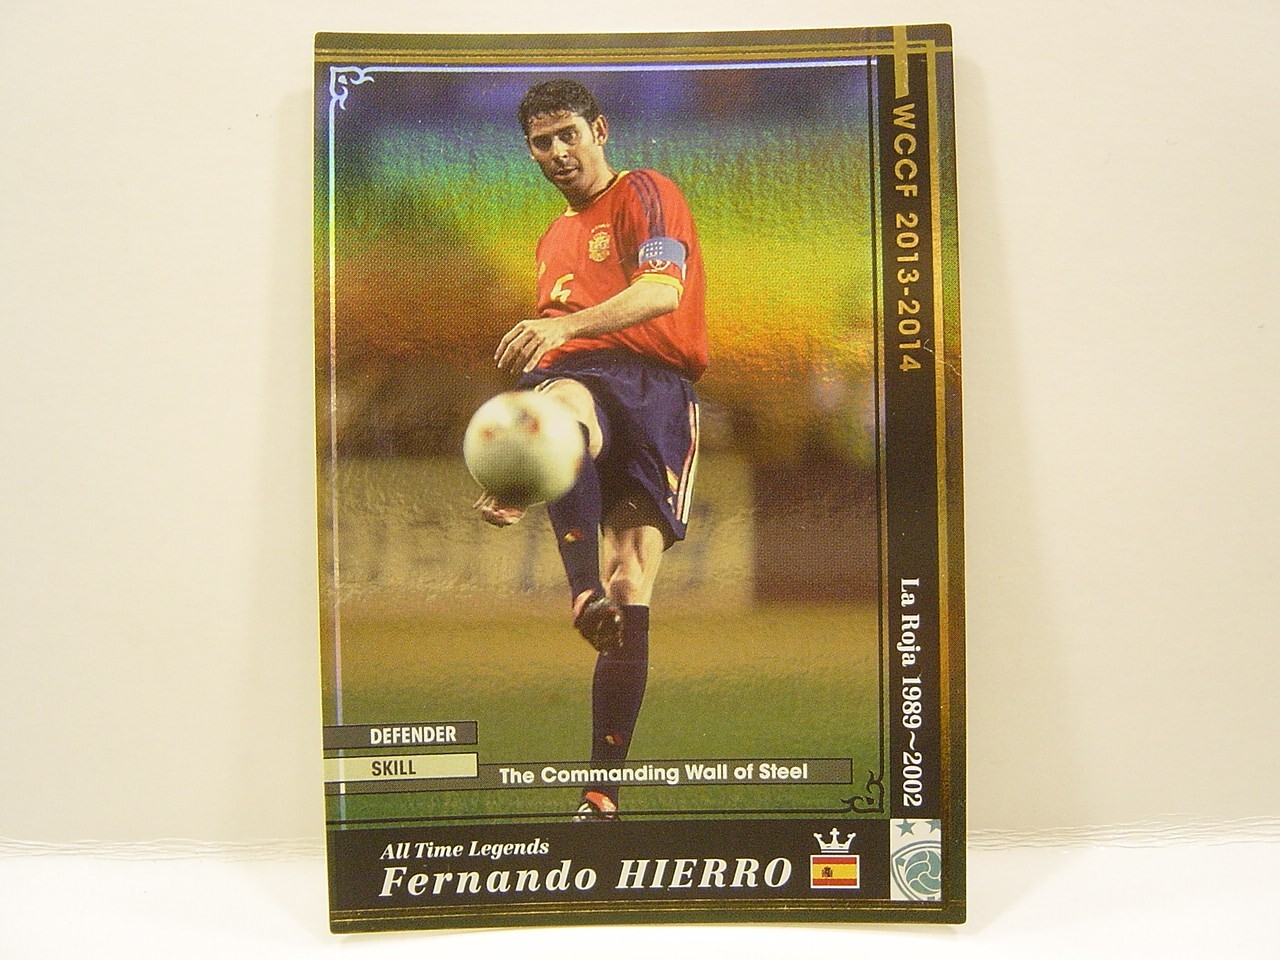 WCCF 2013-2014
La Roja 1989~2002
DEFENDER
SKILL
The Commanding Wall of Steel
All Time Legends
Fernando HIERRO